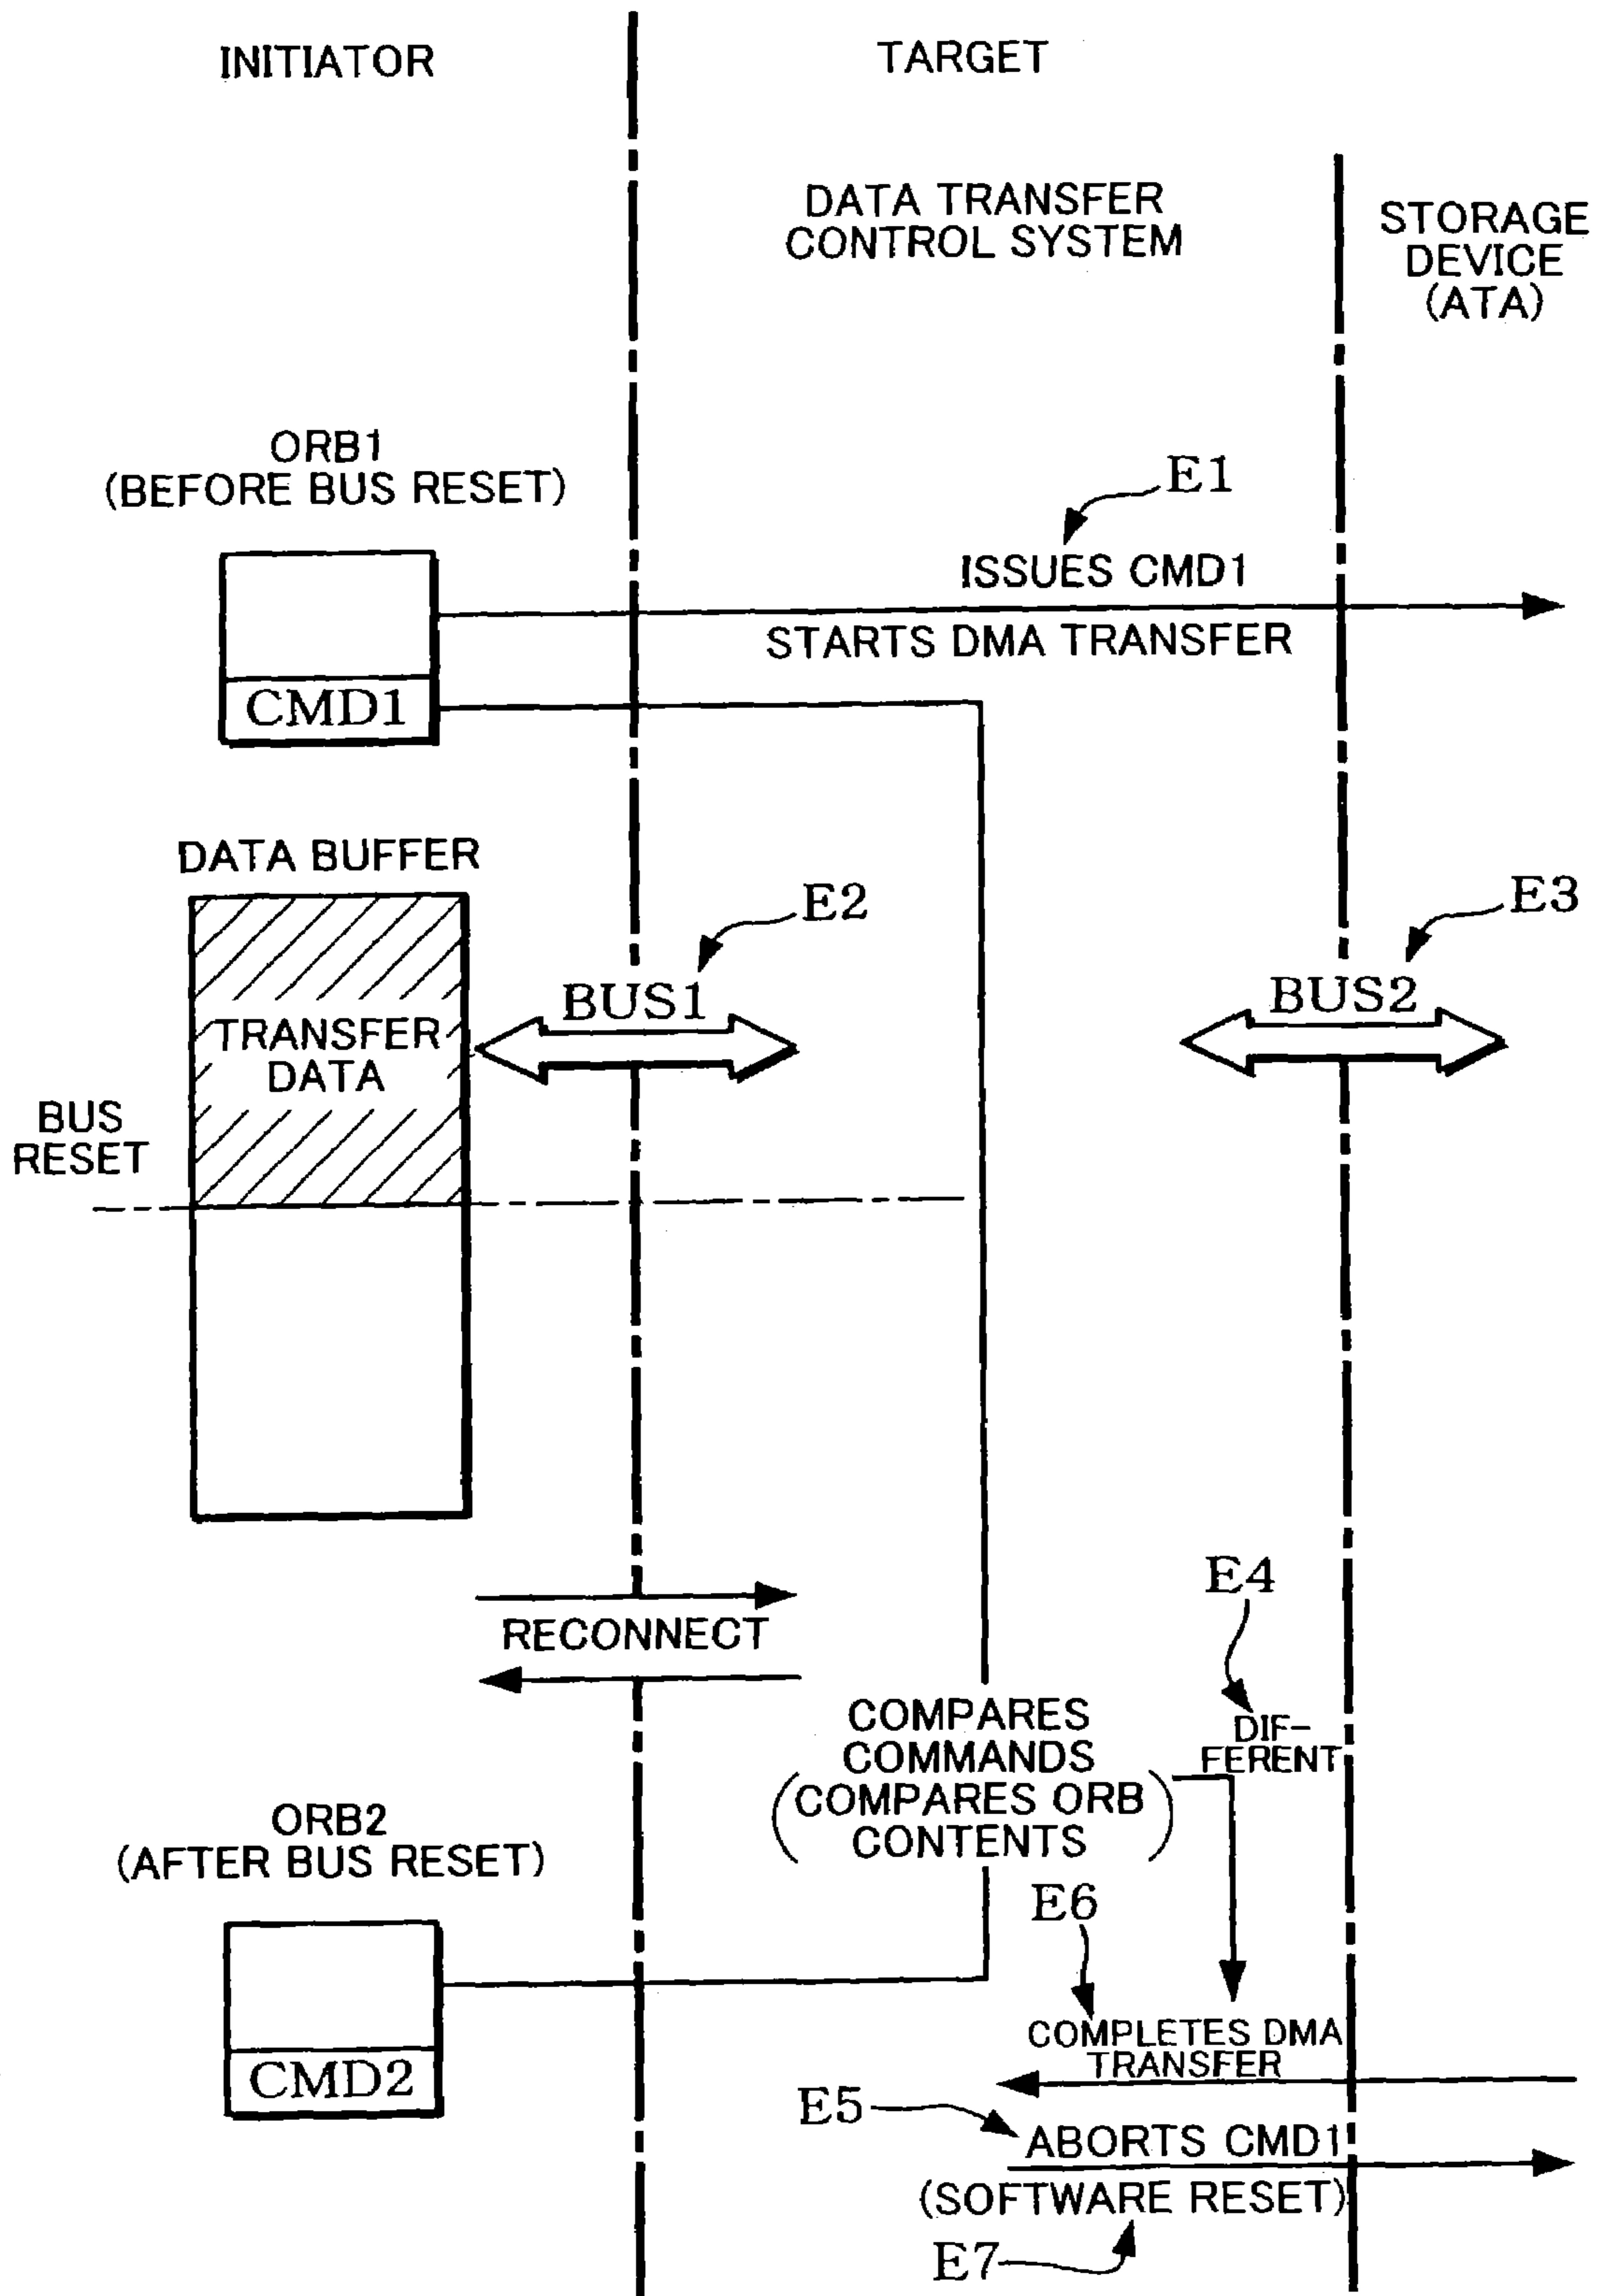 INITIATOR
TARGET
DATA TRANSFER
CONTROL SYSTEM
STORAGE
DEVICE
(ATA)
ORB1
(BEFORE BUS RESET)
E1
ISSUES CMD1
STARTS DMA TRANSFER
CMD1
DATA BUFFER
E2
E3
BUS1
BUS2
TRANSFER
DATA
BUS
RESET
E4
RECONNECT
COMPARES
COMMANDS
(COMPARES ORB
CONTENTS)
DIF-
FERENT
ORB2
(AFTER BUS RESET)
E6
COMPLETES DMA
TRANSFER
CMD2
E5
ABORTS CMD1
(SOFTWARE RESET)
E7